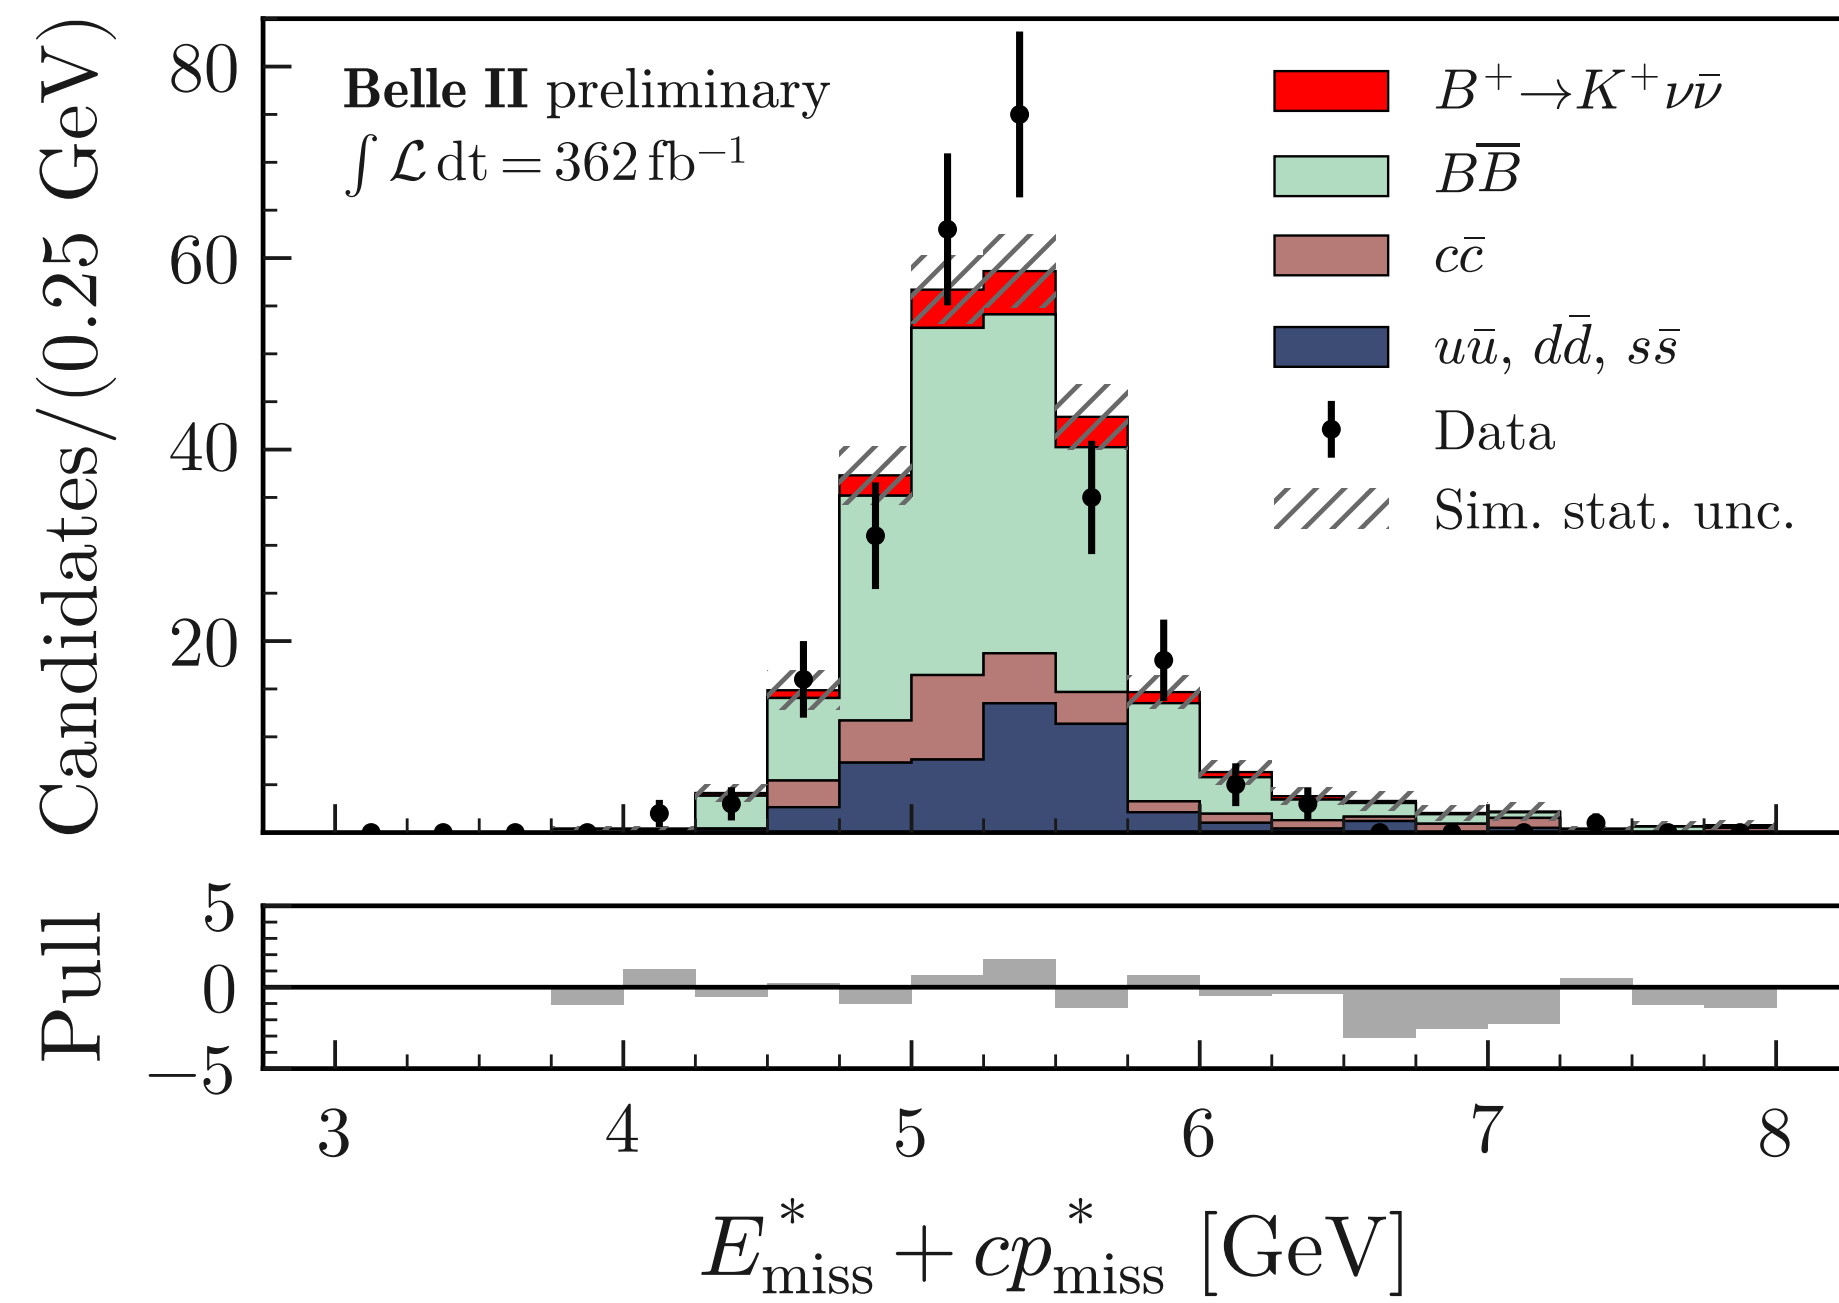 Candidates/(0.25 GeV)
80
60
40
20
Belle II preliminary
∫ ℒ dt = 362 fb⁻¹
B⁺→K⁺νν̄
BB̅
cc̄
uū, dd̄, ss̄
Data
Sim. stat. unc.
Pull
5
0
−5
3 4 5 6 7 8
E*miss + cp*miss [GeV]